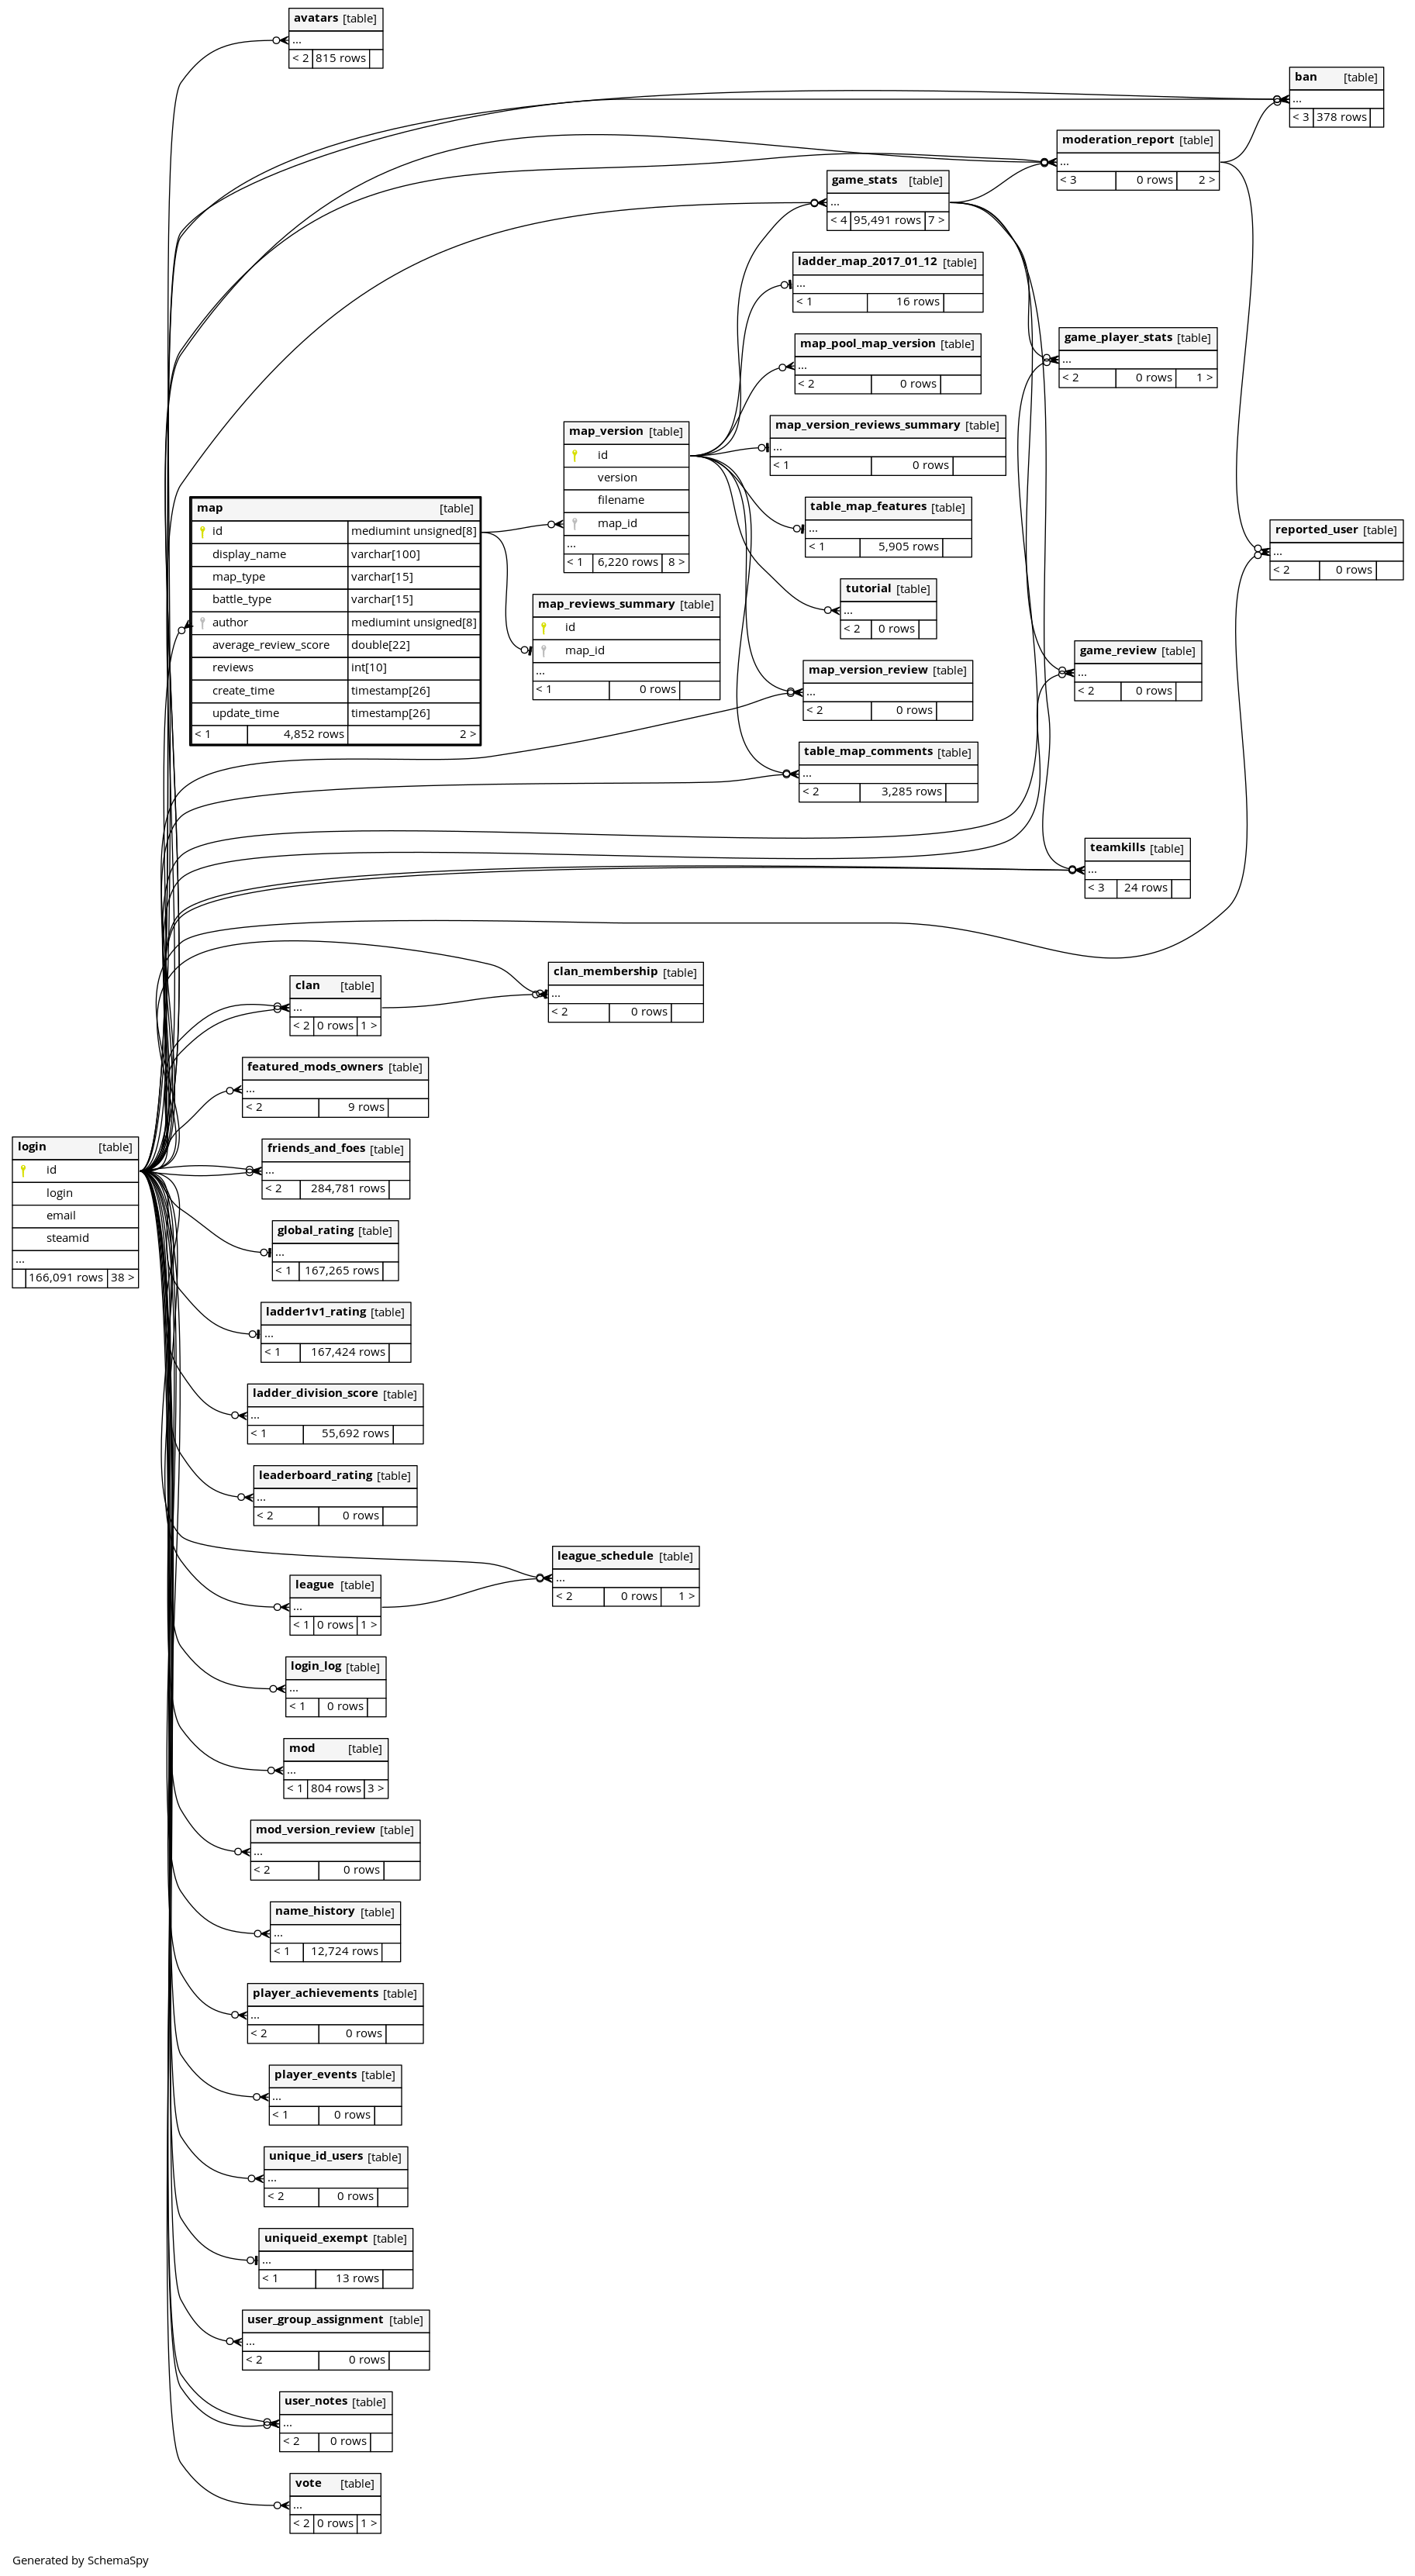 avatars [table]
...
< 2 815 rows
ban [table]
...
< 3 378 rows
moderation_report [table]
...
< 3 0 rows 2 >
game_stats [table]
...
< 4 95,491 rows 7 >
ladder_map_2017_01_12 [table]
...
< 1 16 rows
game_player_stats [table]
...
< 2 0 rows 1 >
map_pool_map_version [table]
...
< 2 0 rows
map_version [table]
id
version
filename
map_id
...
< 1 6,220 rows 8 >
map_version_reviews_summary [table]
...
< 1 0 rows
map [table]
id mediumint unsigned[8]
display_name varchar[100]
map_type varchar[15]
battle_type varchar[15]
author mediumint unsigned[8]
average_review_score double[22]
reviews int[10]
create_time timestamp[26]
update_time timestamp[26]
< 1 4,852 rows 2 >
table_map_features [table]
...
< 1 5,905 rows
reported_user [table]
...
< 2 0 rows
tutorial [table]
...
< 2 0 rows
map_reviews_summary [table]
id
map_id
...
< 1 0 rows
game_review [table]
...
< 2 0 rows
map_version_review [table]
...
< 2 0 rows
table_map_comments [table]
...
< 2 3,285 rows
teamkills [table]
...
< 3 24 rows
clan_membership [table]
...
< 2 0 rows
clan [table]
...
< 2 0 rows 1 >
featured_mods_owners [table]
...
< 2 9 rows
login [table]
id
login
email
steamid
...
166,091 rows 38 >
friends_and_foes [table]
...
< 2 284,781 rows
global_rating [table]
...
< 1 167,265 rows
ladder1v1_rating [table]
...
< 1 167,424 rows
ladder_division_score [table]
...
< 1 55,692 rows
leaderboard_rating [table]
...
< 2 0 rows
league_schedule [table]
...
< 2 0 rows 1 >
league [table]
...
< 1 0 rows 1 >
login_log [table]
...
< 1 0 rows
mod [table]
...
< 1 804 rows 3 >
mod_version_review [table]
...
< 2 0 rows
name_history [table]
...
< 1 12,724 rows
player_achievements [table]
...
< 2 0 rows
player_events [table]
...
< 1 0 rows
unique_id_users [table]
...
< 2 0 rows
uniqueid_exempt [table]
...
< 1 13 rows
user_group_assignment [table]
...
< 2 0 rows
user_notes [table]
...
< 2 0 rows
vote [table]
...
< 2 0 rows 1 >
Generated by SchemaSpy